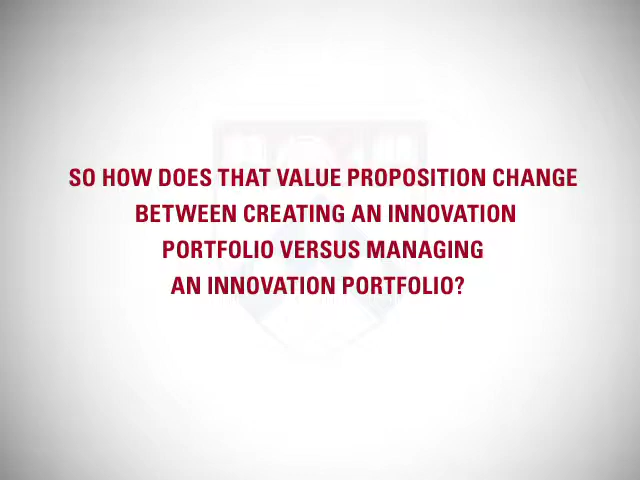 SO HOW DOES THAT VALUE PROPOSITION CHANGE
BETWEEN CREATING AN INNOVATION
PORTFOLIO VERSUS MANAGING
AN INNOVATION PORTFOLIO?